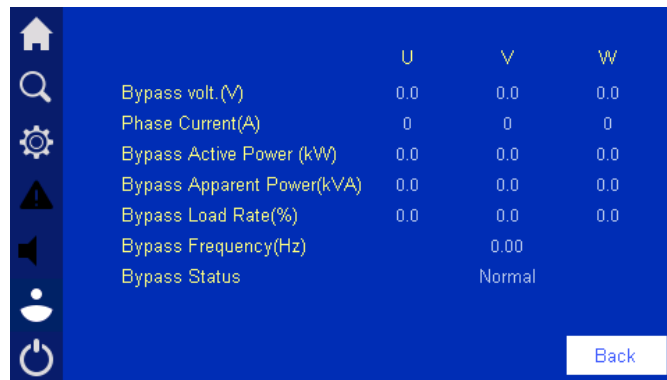 U V W
Bypass volt.(V) 0.0 0.0 0.0
Phase Current(A) 0 0 0
Bypass Active Power (kW) 0.0 0.0 0.0
Bypass Apparent Power(kVA) 0.0 0.0 0.0
Bypass Load Rate(%) 0.0 0.0 0.0
Bypass Frequency(Hz) 0.00
Bypass Status Normal
Back